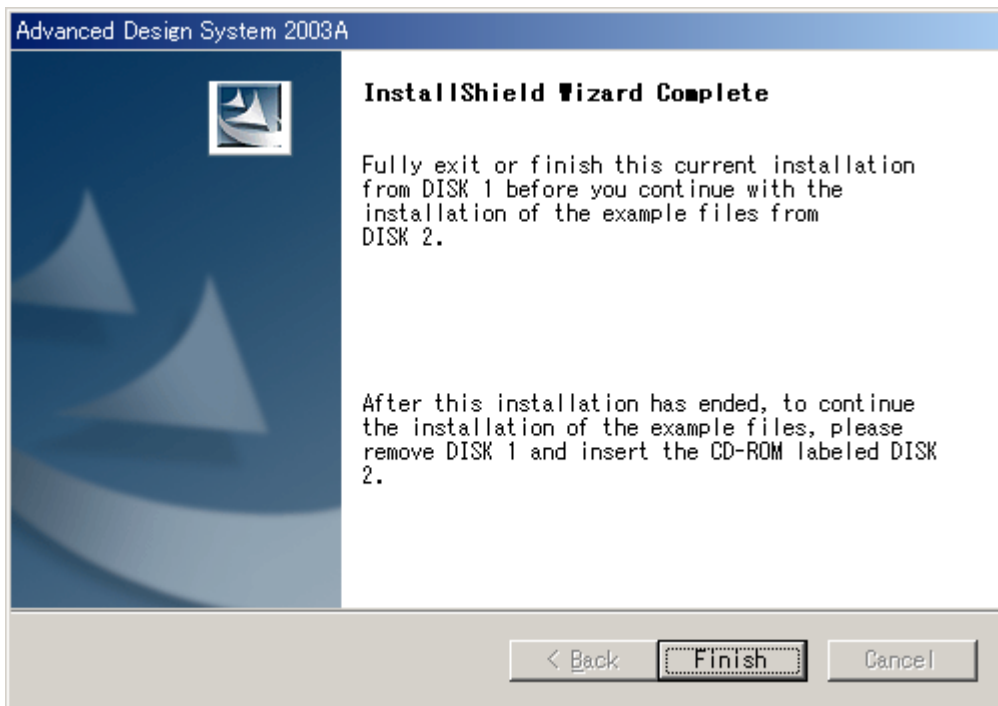 Advanced Design System 2003A
InstallShield Wizard Complete
Fully exit or finish this current installation
from DISK 1 before you continue with the
installation of the example files from
DISK 2.
After this installation has ended, to continue
the installation of the example files, please
remove DISK 1 and insert the CD-ROM labeled DISK
2.
< Back Finish Cancel